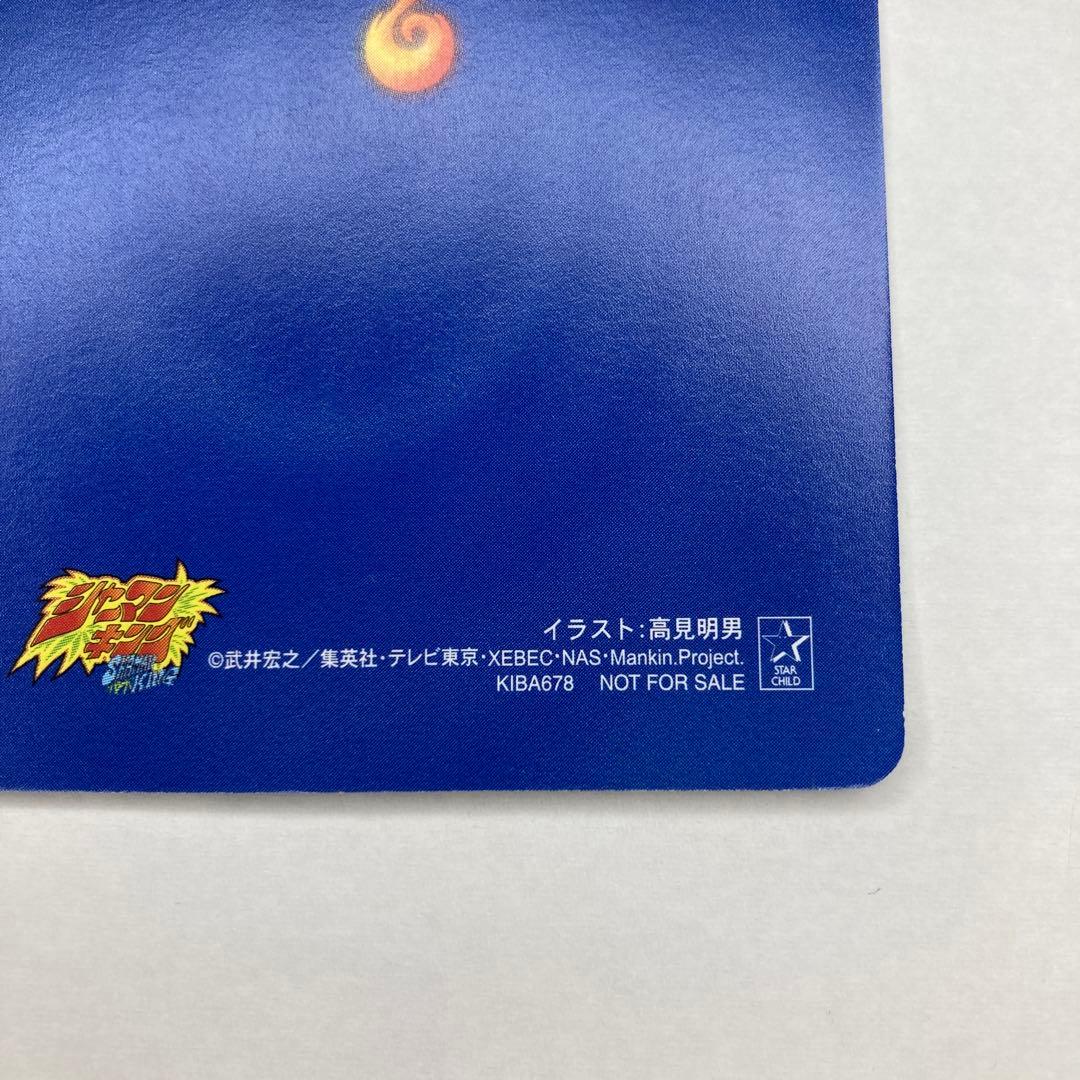 シャーマン
キング
SHAMAN
KING
イラスト:高見明男
©武井宏之/集英社・テレビ東京・XEBEC・NAS・Mankin.Project.
KIBA678 NOT FOR SALE
STAR
CHILD